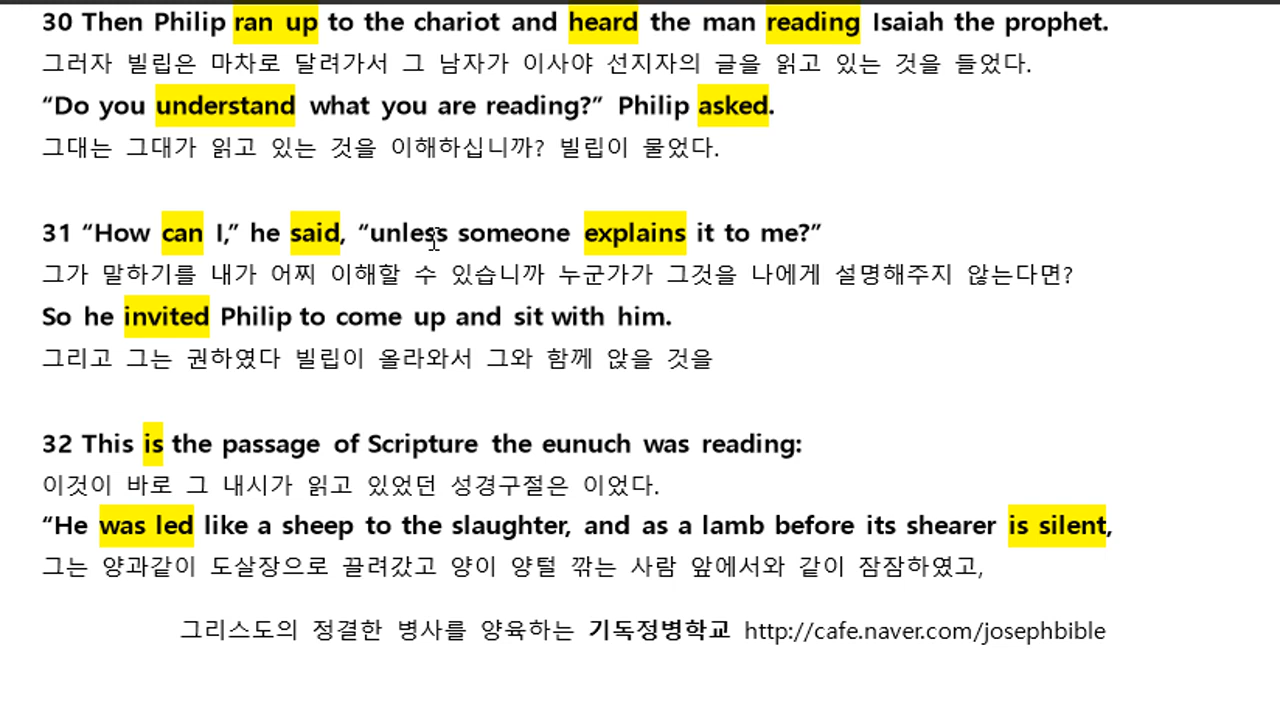 30 Then Philip ran up to the chariot and heard the man reading Isaiah the prophet.
그러자 빌립은 마차로 달려가서 그 남자가 이사야 선지자의 글을 읽고 있는 것을 들었다.
“Do you understand what you are reading?” Philip asked.
그대는 그대가 읽고 있는 것을 이해하십니까? 빌립이 물었다.
31 “How can I,” he said, “unless someone explains it to me?”
그가 말하기를 내가 어찌 이해할 수 있습니까 누군가가 그것을 나에게 설명해주지 않는다면?
So he invited Philip to come up and sit with him.
그리고 그는 권하였다 빌립이 올라와서 그와 함께 앉을 것을
32 This is the passage of Scripture the eunuch was reading:
이것이 바로 그 내시가 읽고 있었던 성경구절은 이었다.
“He was led like a sheep to the slaughter, and as a lamb before its shearer is silent,
그는 양과같이 도살장으로 끌려갔고 양이 양털 깎는 사람 앞에서와 같이 잠잠하였고,
그리스도의 정결한 병사를 양육하는 기독정병학교 http://cafe.naver.com/josephbible